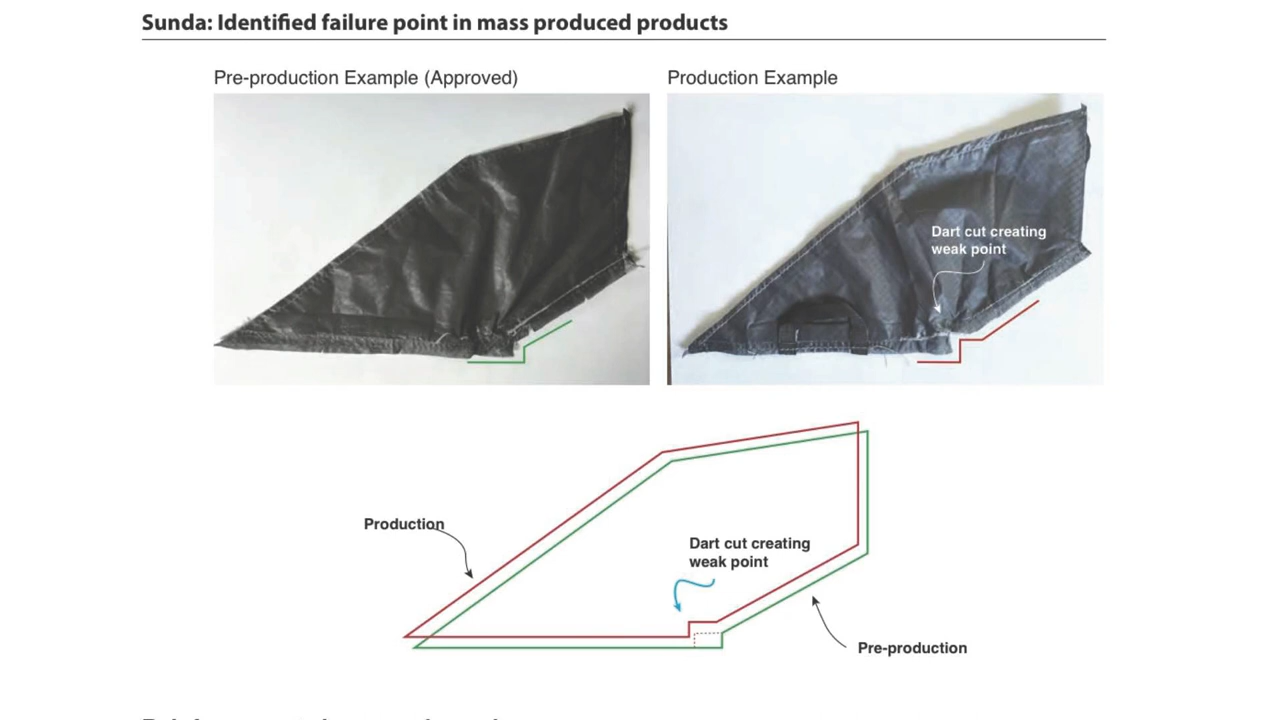 Sunda: Identified failure point in mass produced products
Pre-production Example (Approved)
Production Example
Dart cut creating
weak point
Production
Dart cut creating
weak point
Pre-production